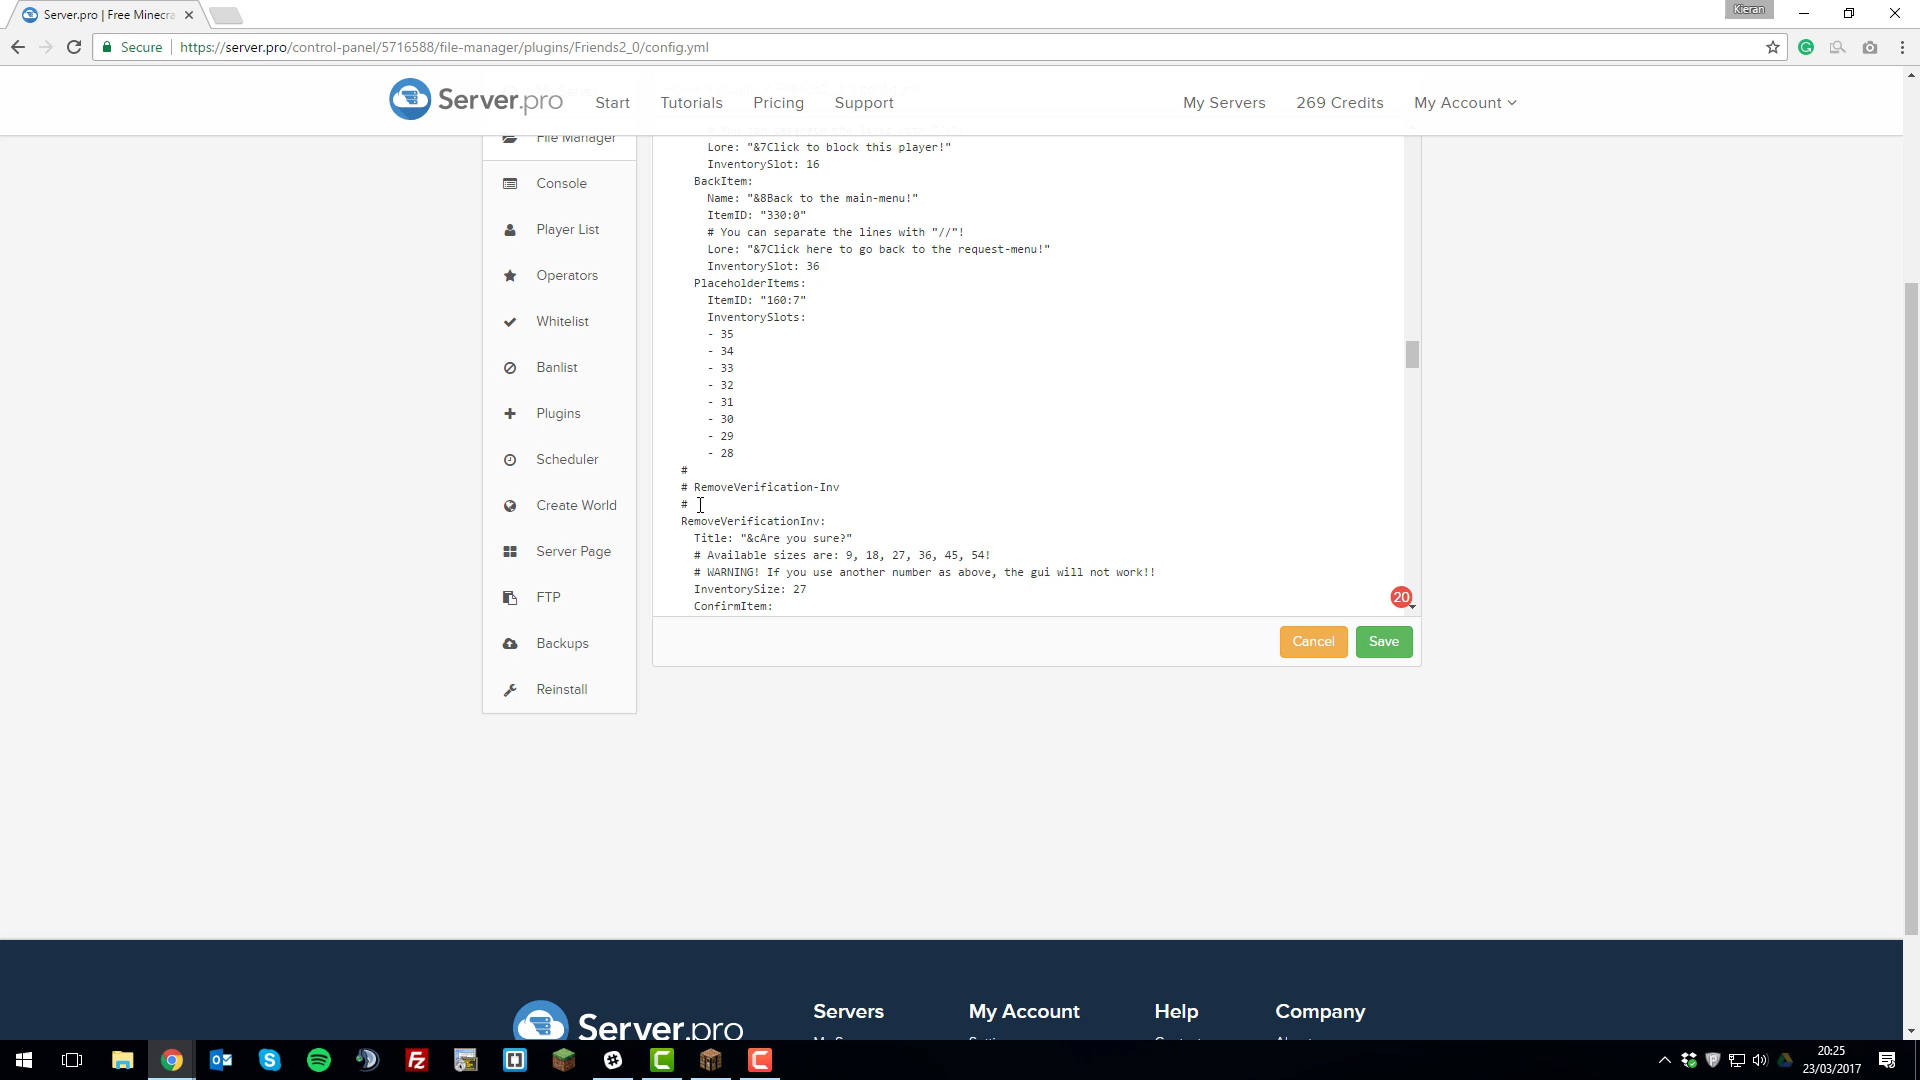 Server.pro | Free Minecra
Kieran
Secure
https://server.pro/control-panel/5716588/file-manager/plugins/Friends2_0/config.yml
Server.pro
Start
Tutorials
Pricing
Support
My Servers
269 Credits
My Account
File Manager
Console
Player List
Operators
Whitelist
Banlist
Plugins
Scheduler
Create World
Server Page
FTP
Backups
Reinstall
Lore: "&7Click to block this player!"
InventorySlot: 16
BackItem:
Name: "&8Back to the main-menu!"
ItemID: "330:0"
# You can separate the lines with "//"!
Lore: "&7Click here to go back to the request-menu!"
InventorySlot: 36
PlaceholderItems:
ItemID: "160:7"
InventorySlots:
- 35
- 34
- 33
- 32
- 31
- 30
- 29
- 28
#
# RemoveVerification-Inv
#
RemoveVerificationInv:
Title: "&cAre you sure?"
# Available sizes are: 9, 18, 27, 36, 45, 54!
# WARNING! If you use another number as above, the gui will not work!!
InventorySize: 27
ConfirmItem:
20
Cancel
Save
Server.pro
Servers
My Account
Help
Company
20:25
23/03/2017